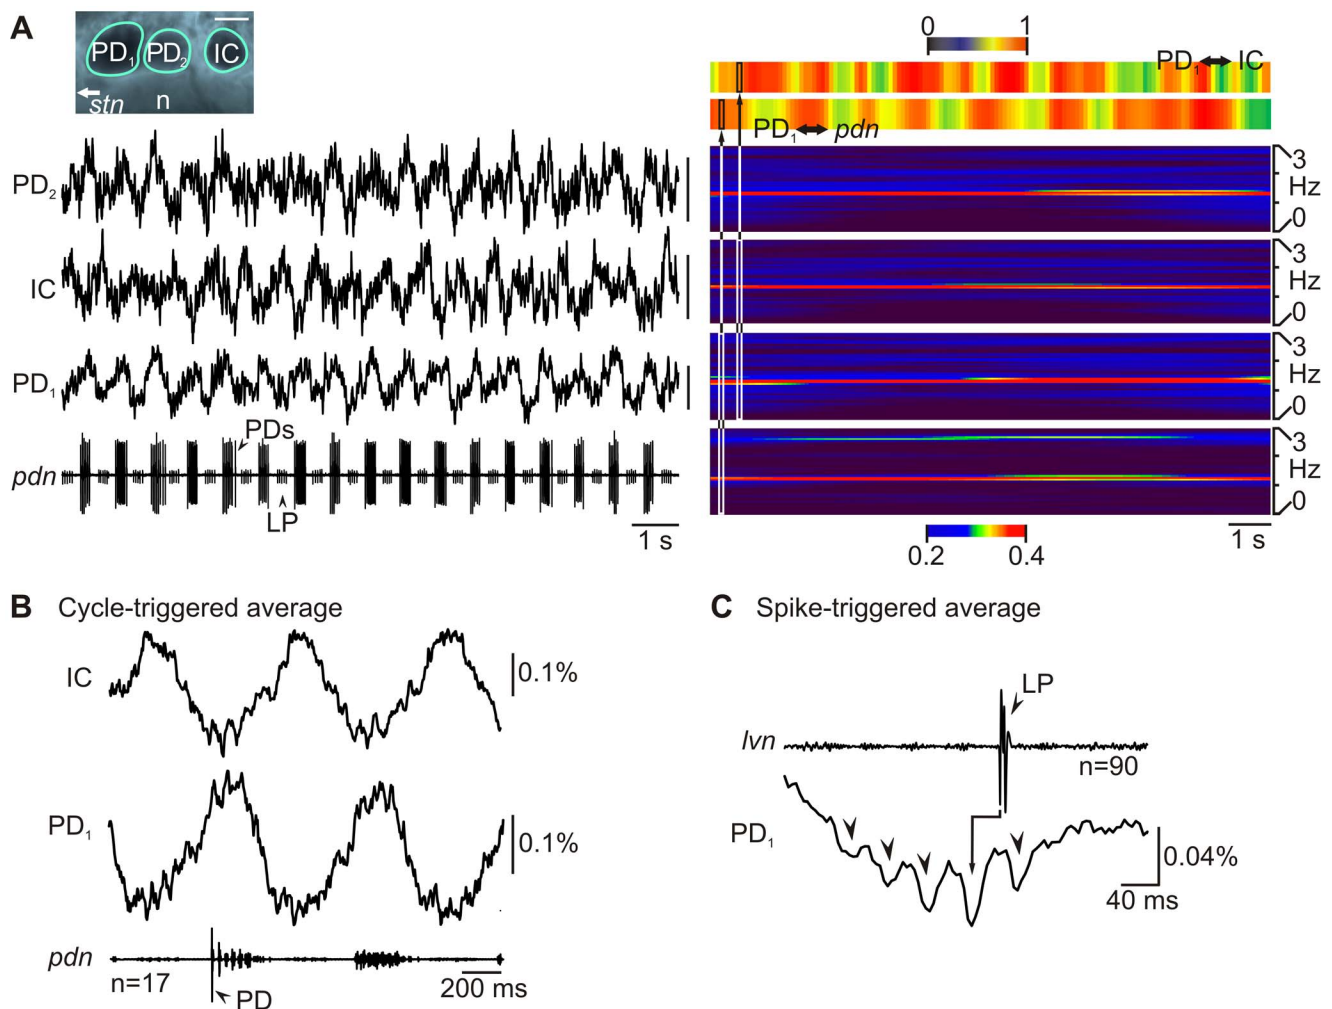 A
PD₁ PD₂ IC
stn n
PD₂
IC
PD₁
pdn
PDs
LP
1 s
0 1
PD₁ IC
PD₁ pdn
3
Hz
0
3
Hz
0
3
Hz
0
3
Hz
0
0.2 0.4
1 s
B Cycle-triggered average
IC
0.1%
PD₁
0.1%
pdn
n=17
PD
200 ms
C Spike-triggered average
LP
lvn
n=90
PD₁
0.04%
40 ms